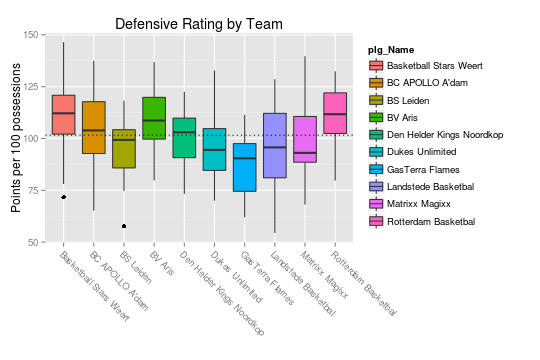 Defensive Rating by Team
Points per 100 possessions
150
125
100
75
50
Basketball Stars Weert
BC APOLLO A'dam
BS Leiden
BV Aris
Den Helder Kings Noordkop
Dukes Unlimited
GasTerra Flames
Landstede Basketbal
Matrixx Magixx
Rotterdam Basketbal
plg_Name
Basketball Stars Weert
BC APOLLO A'dam
BS Leiden
BV Aris
Den Helder Kings Noordkop
Dukes Unlimited
GasTerra Flames
Landstede Basketbal
Matrixx Magixx
Rotterdam Basketbal